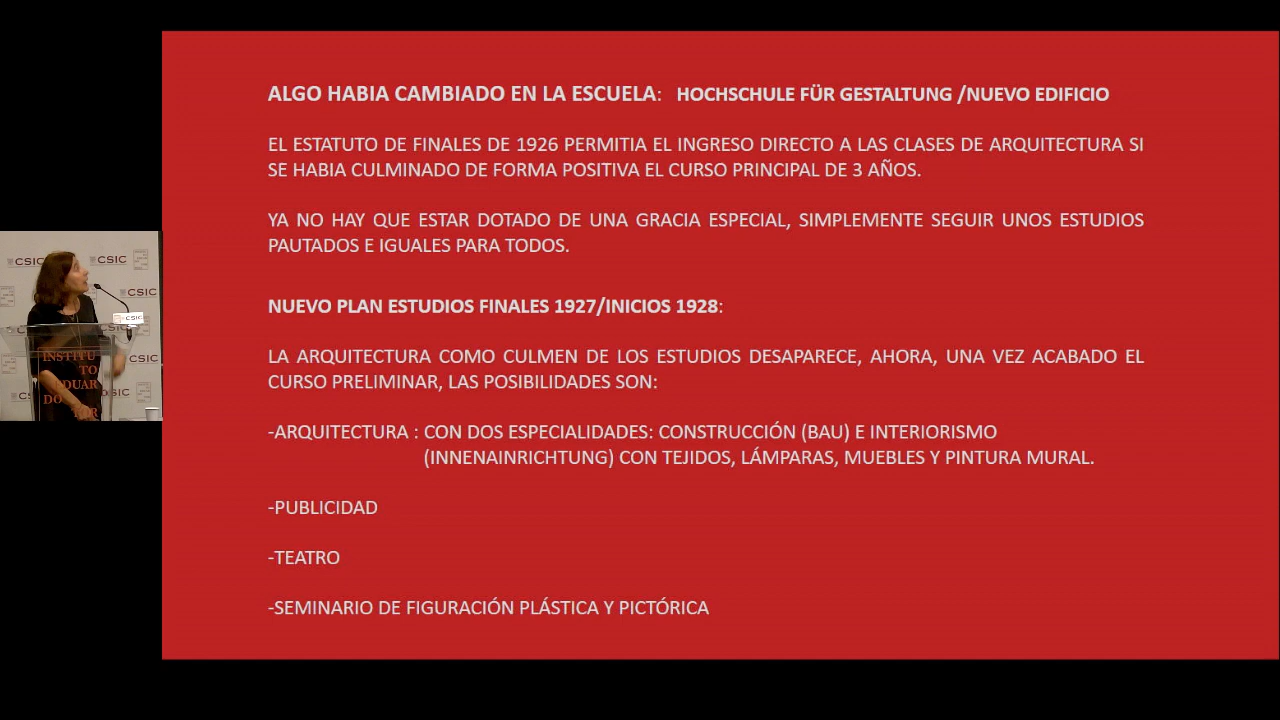 ALGO HABIA CAMBIADO EN LA ESCUELA: HOCHSCHULE FÜR GESTALTUNG /NUEVO EDIFICIO
EL ESTATUTO DE FINALES DE 1926 PERMITIA EL INGRESO DIRECTO A LAS CLASES DE ARQUITECTURA SI
SE HABIA CULMINADO DE FORMA POSITIVA EL CURSO PRINCIPAL DE 3 AÑOS.
YA NO HAY QUE ESTAR DOTADO DE UNA GRACIA ESPECIAL, SIMPLEMENTE SEGUIR UNOS ESTUDIOS
PAUTADOS E IGUALES PARA TODOS.
NUEVO PLAN ESTUDIOS FINALES 1927/INICIOS 1928:
LA ARQUITECTURA COMO CULMEN DE LOS ESTUDIOS DESAPARECE, AHORA, UNA VEZ ACABADO EL
CURSO PRELIMINAR, LAS POSIBILIDADES SON:
-ARQUITECTURA : CON DOS ESPECIALIDADES: CONSTRUCCIÓN (BAU) E INTERIORISMO
(INNENAINRICHTUNG) CON TEJIDOS, LÁMPARAS, MUEBLES Y PINTURA MURAL.
-PUBLICIDAD
-TEATRO
-SEMINARIO DE FIGURACIÓN PLÁSTICA Y PICTÓRICA
CSIC
CSIC
CSIC
CSIC
CSIC
INSTITU
TO
DUAR
DO